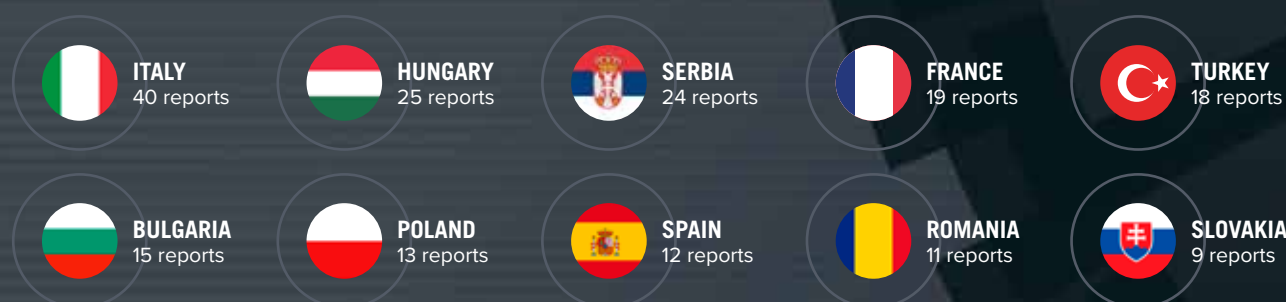 ITALY
40 reports
HUNGARY
25 reports
SERBIA
24 reports
FRANCE
19 reports
TURKEY
18 reports
BULGARIA
15 reports
POLAND
13 reports
SPAIN
12 reports
ROMANIA
11 reports
SLOVAKIA
9 reports